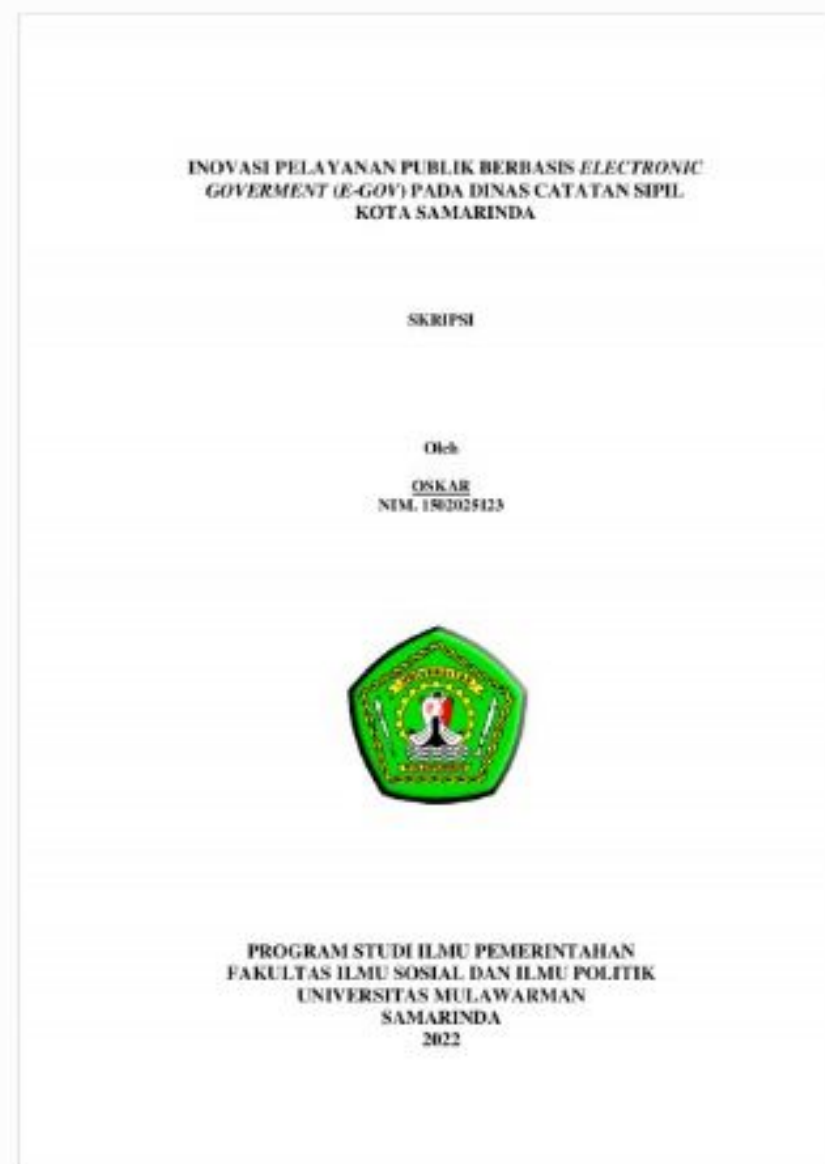 INOVASI PELAYANAN PUBLIK BERBASIS ELECTRONIC
GOVERMENT (E-GOV) PADA DINAS CATATAN SIPIL
KOTA SAMARINDA
SKRIPSI
Oleh
OSKAR
NIM. 1502025123
UNIVERSITAS
PROGRAM STUDI ILMU PEMERINTAHAN
FAKULTAS ILMU SOSIAL DAN ILMU POLITIK
UNIVERSITAS MULAWARMAN
SAMARINDA
2022